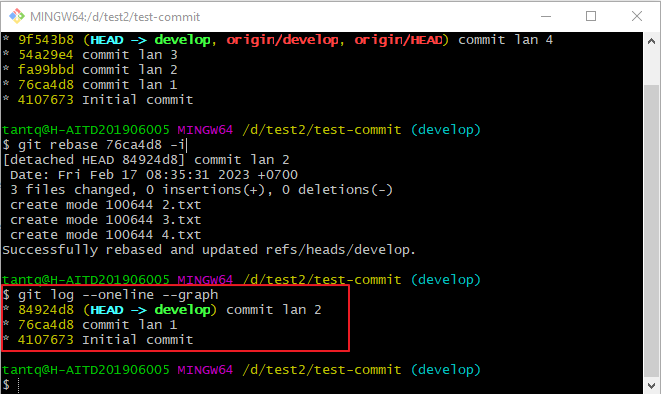 MINGW64:/d/test2/test-commit
* 9f543b8 (HEAD -> develop, origin/develop, origin/HEAD) commit lan 4
* 54a29e4 commit lan 3
* fa99bbd commit lan 2
* 76ca4d8 commit lan 1
* 4107673 Initial commit
tantq@H-AITD201906005 MINGW64 /d/test2/test-commit (develop)
$ git rebase 76ca4d8 -i
[detached HEAD 84924d8] commit lan 2
Date: Fri Feb 17 08:35:31 2023 +0700
3 files changed, 0 insertions(+), 0 deletions(-)
create mode 100644 2.txt
create mode 100644 3.txt
create mode 100644 4.txt
Successfully rebased and updated refs/heads/develop.
tantq@H-AITD201906005 MINGW64 /d/test2/test-commit (develop)
$ git log --oneline --graph
* 84924d8 (HEAD -> develop) commit lan 2
* 76ca4d8 commit lan 1
* 4107673 Initial commit
tantq@H-AITD201906005 MINGW64 /d/test2/test-commit (develop)
$